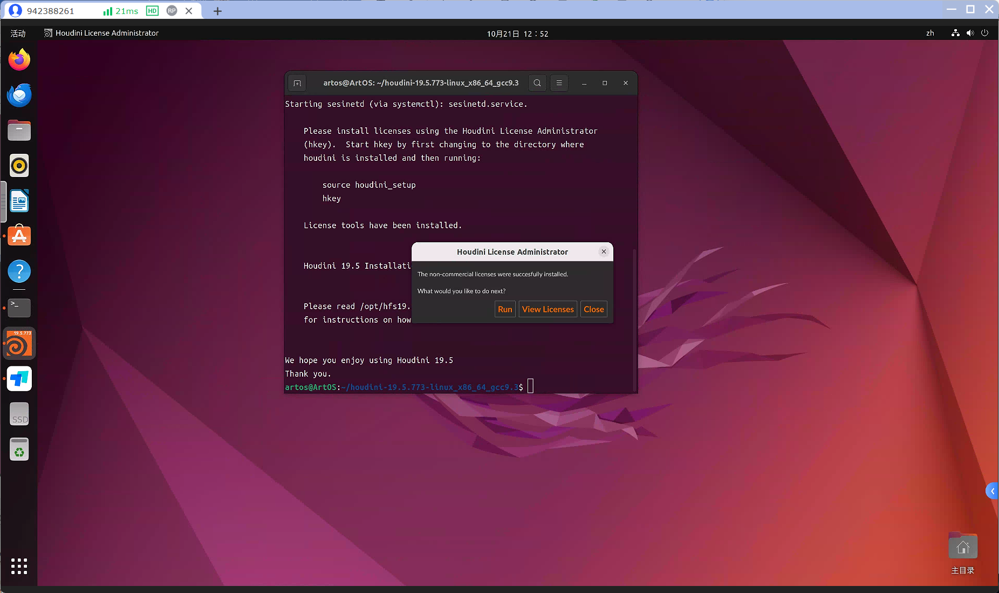 942388261 21ms HD RP
活动 Houdini License Administrator 10月21日 12：52 zh
artos@ArtOS: ~/houdini-19.5.773-linux_x86_64_gcc9.3
Starting sesinetd (via systemctl): sesinetd.service.
Please install licenses using the Houdini License Administrator
(hkey). Start hkey by first changing to the directory where
houdini is installed and then running:
source houdini_setup
hkey
License tools have been installed.
Houdini 19.5 Installati
Please read /opt/hfs19.
for instructions on how
We hope you enjoy using Houdini 19.5
Thank you.
artos@ArtOS:~/houdini-19.5.773-linux_x86_64_gcc9.3$
Houdini License Administrator
The non-commercial licenses were succesfully installed.
What would you like to do next?
Run View Licenses Close
19.5.773
SSD
主目录